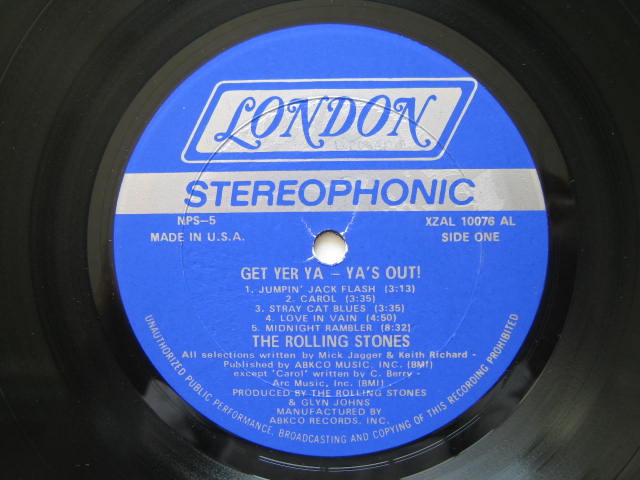 LONDON
STEREOPHONIC
NPS-5
XZAL 10076 AL
MADE IN U.S.A.
SIDE ONE
GET YER YA - YA'S OUT!
1. JUMPIN' JACK FLASH (3:13)
2. CAROL (3:35)
3. STRAY CAT BLUES (3:35)
4. LOVE IN VAIN (4:50)
5. MIDNIGHT RAMBLER (8:32)
THE ROLLING STONES
All selections written by Mick Jagger & Keith Richard -
Published by ABKCO MUSIC, INC. (BMI)
except 'Carol' written by C. Berry -
Arc Music, Inc. (BMI) .
PRODUCED BY THE ROLLING STONES
& GLYN JOHNS
MANUFACTURED BY
ABKCO RECORDS, INC.
UNAUTHORIZED PUBLIC PERFORMANCE, BROADCASTING AND COPYING OF THIS RECORDING PROHIBITED